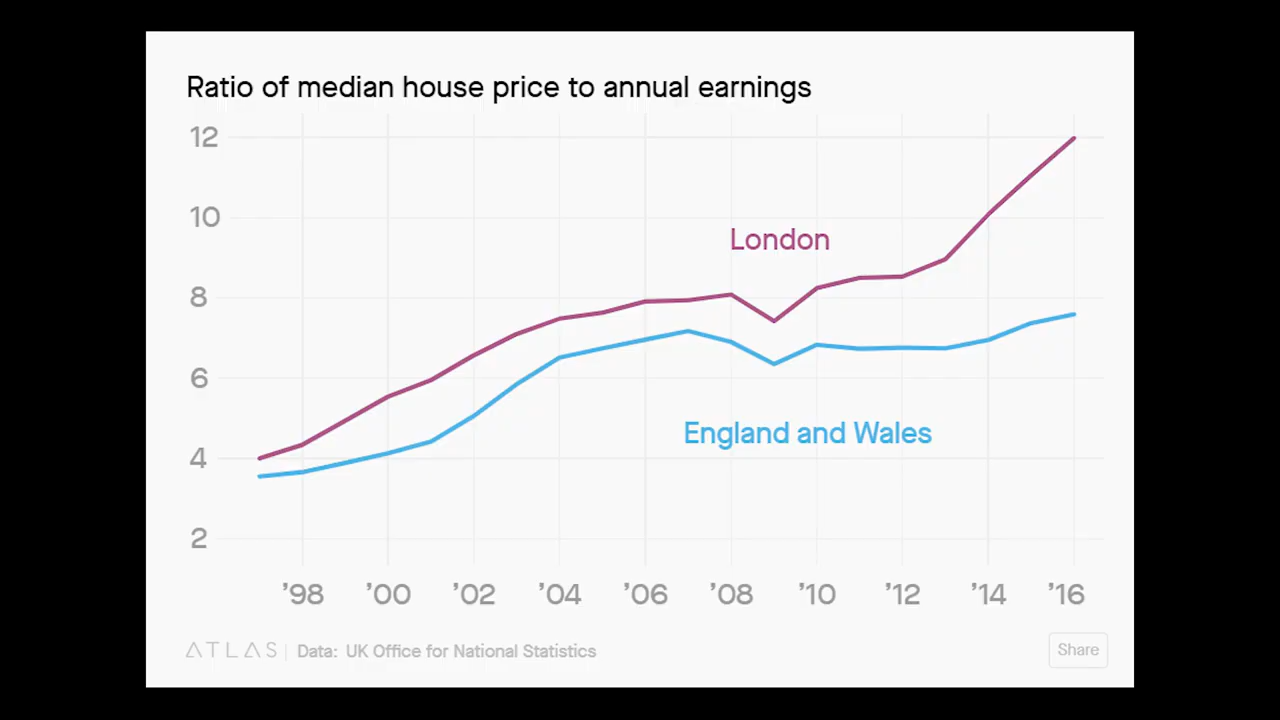 Ratio of median house price to annual earnings
12
10
London
8
6
England and Wales
4
2
’98 ’00 ’02 ’04 ’06 ’08 ’10 ’12 ’14 ’16
ATLAS | Data: UK Office for National Statistics Share